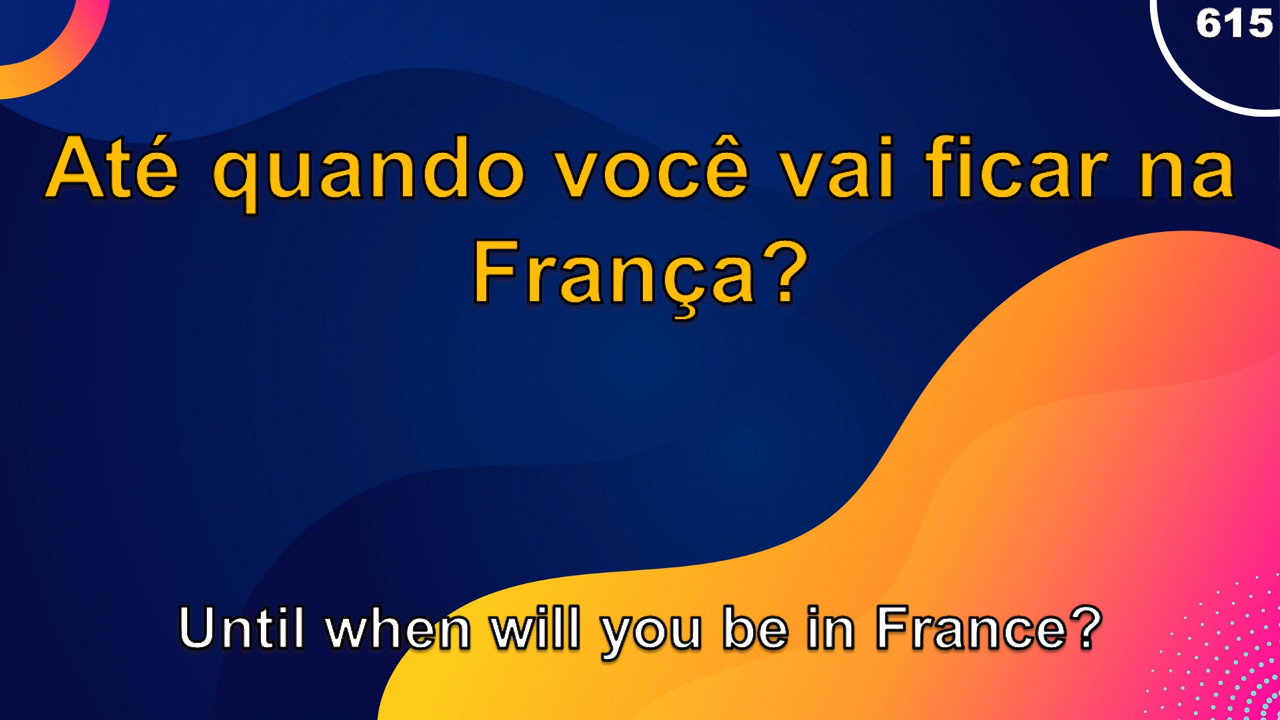 615
Até quando você vai ficar na
França?
Until when will you be in France?